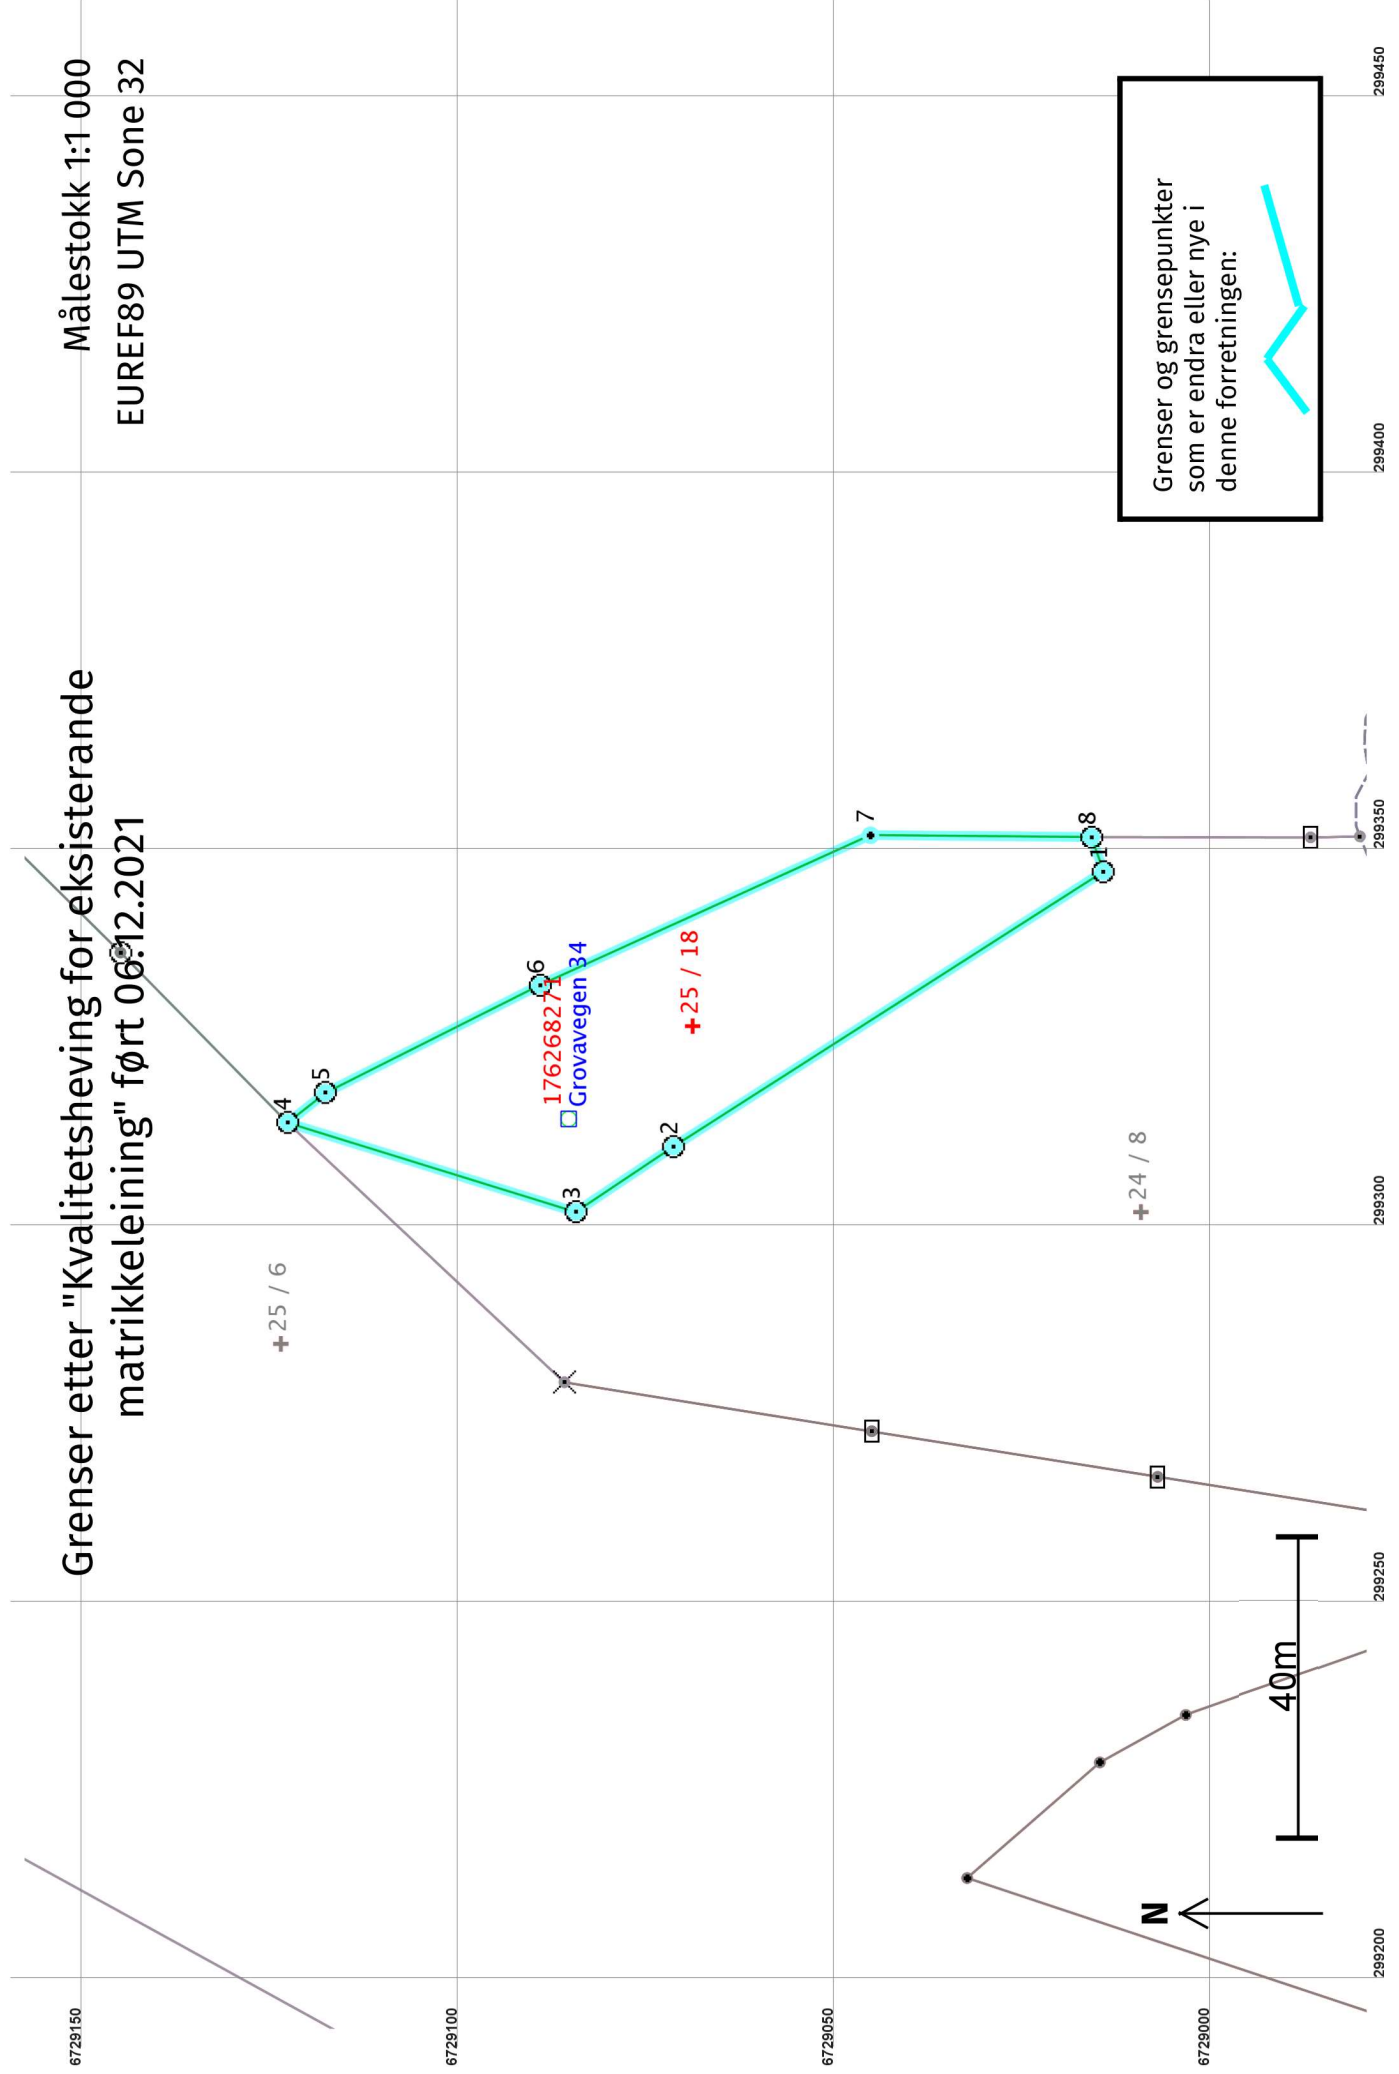 Grenser etter "Kvalitetsheving for eksisterande
matrikkeleining" ført 06.12.2021
Målestokk 1:1 000
EUREF89 UTM Sone 32
6729150
6729100
6729050
6729000
25 / 6
4
5
6
3
2
176268271
Grovavegen 34
25 / 18
7
8
1
24 / 8
N
40m
Grenser og grensepunkter
som er endra eller nye i
denne forretningen:
299200
299250
299300
299350
299400
299450